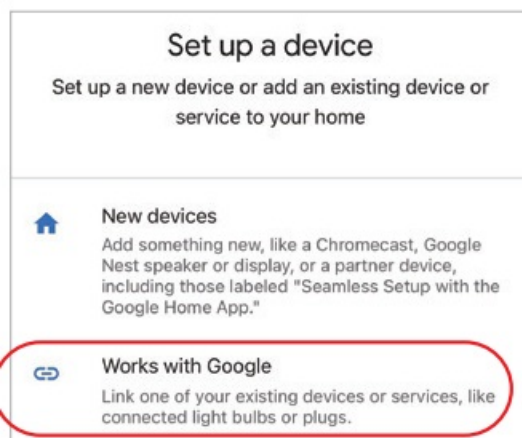 Set up a device
Set up a new device or add an existing device or
service to your home
New devices
Add something new, like a Chromecast, Google
Nest speaker or display, or a partner device,
including those labeled "Seamless Setup with the
Google Home App."
Works with Google
Link one of your existing devices or services, like
connected light bulbs or plugs.